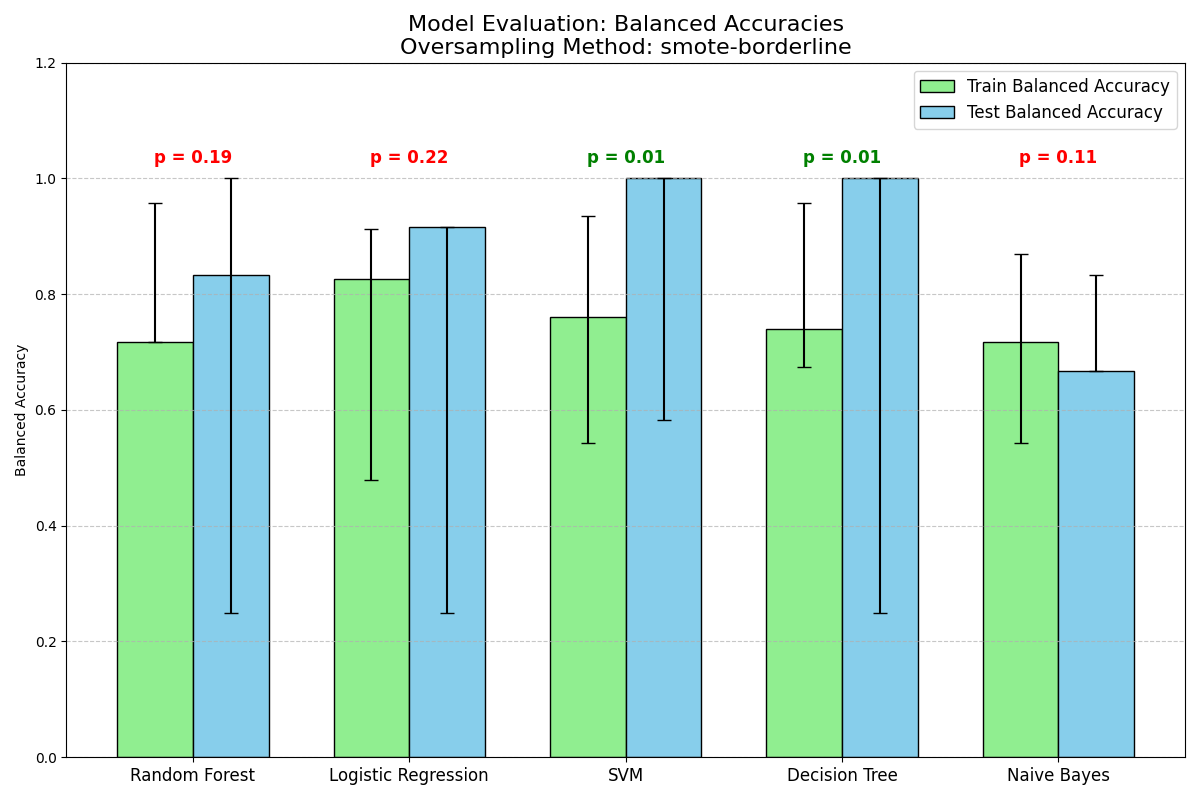 Model Evaluation: Balanced Accuracies
Oversampling Method: smote-borderline
Train Balanced Accuracy
Test Balanced Accuracy
p = 0.19
p = 0.22
p = 0.01
p = 0.01
p = 0.11
Balanced Accuracy
1.2
1.0
0.8
0.6
0.4
0.2
0.0
Random Forest
Logistic Regression
SVM
Decision Tree
Naive Bayes